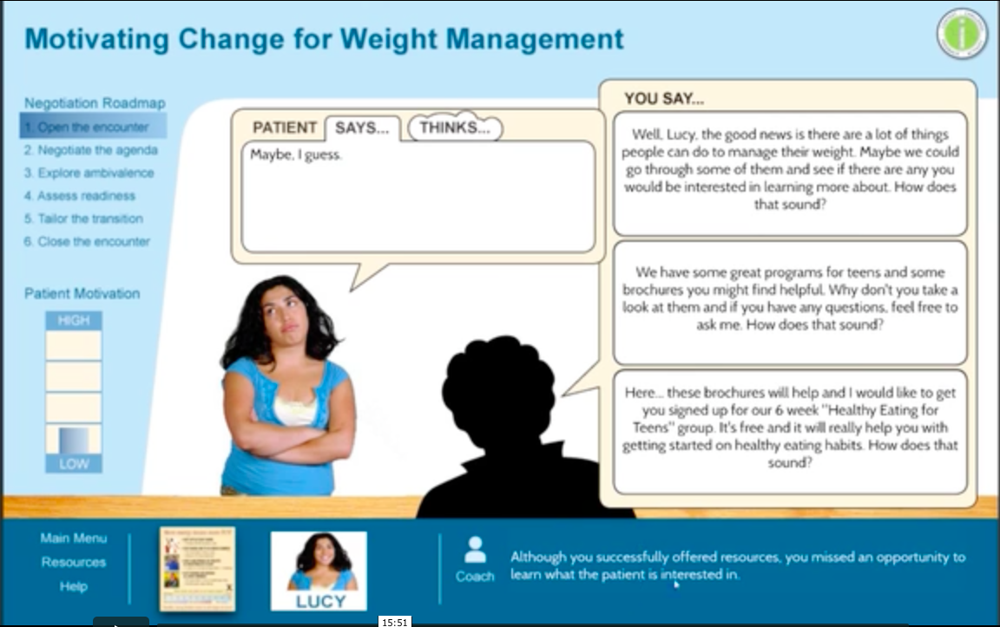 Motivating Change for Weight Management
Negotiation Roadmap
1. Open the encounter
2. Negotiate the agenda
3. Explore ambivalence
4. Assess readiness
5. Tailor the transition
6. Close the encounter
Patient Motivation
HIGH
LOW
PATIENT SAYS... THINKS...
Maybe, I guess.
YOU SAY...
Well, Lucy, the good news is there are a lot of things
people can do to manage their weight. Maybe we could
go through some of them and see if there are any you
would be interested in learning more about. How does
that sound?
We have some great programs for teens and some
brochures you might find helpful. Why don't you take a
look at them and if you have any questions, feel free to
ask me. How does that sound?
Here... these brochures will help and I would like to get
you signed up for our 6 week "Healthy Eating for
Teens" group. It's free and it will really help you with
getting started on healthy eating habits. How does that
sound?
Main Menu
Resources
Help
LUCY
Coach
Although you successfully offered resources, you missed an opportunity to
learn what the patient is interested in.
15:51